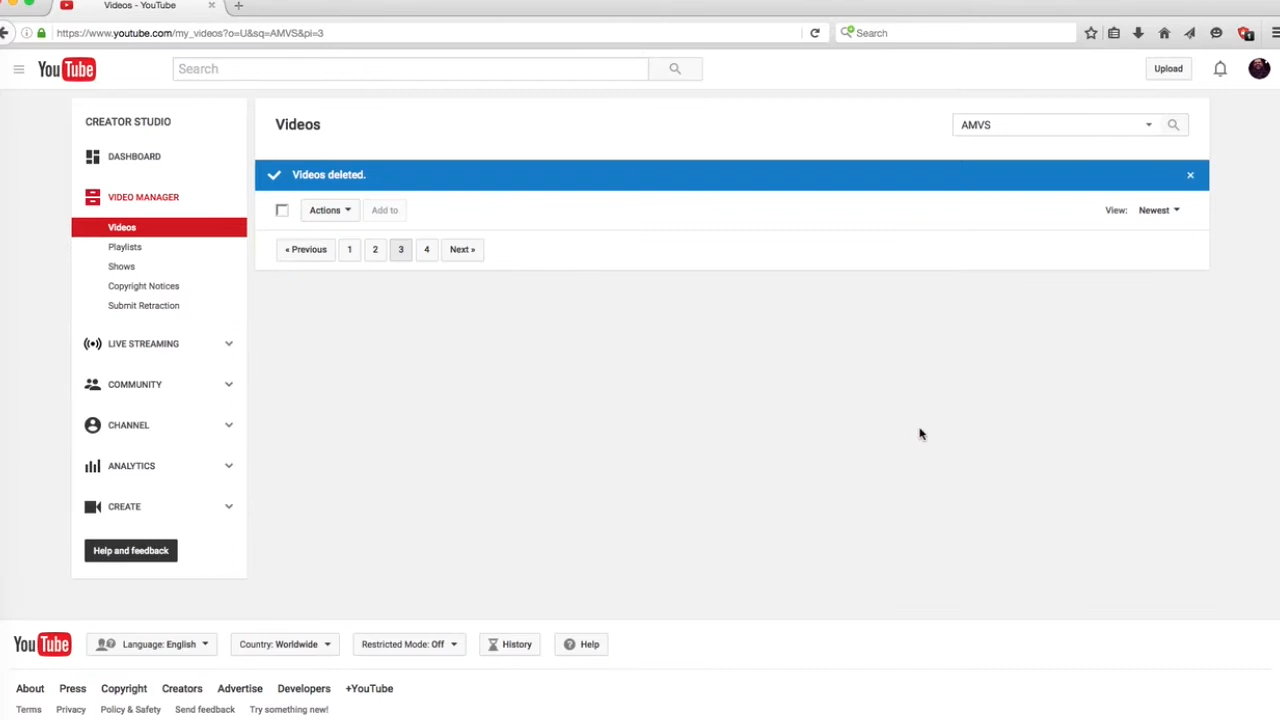 Videos - YouTube
https://www.youtube.com/my_videos?o=U&sq=AMVS&pi=3
Search
YouTube
Search
Upload
CREATOR STUDIO
DASHBOARD
VIDEO MANAGER
Videos
Playlists
Shows
Copyright Notices
Submit Retraction
LIVE STREAMING
COMMUNITY
CHANNEL
ANALYTICS
CREATE
Help and feedback
Videos
AMVS
Videos deleted.
Actions Add to
View: Newest
« Previous 1 2 3 4 Next »
YouTube
Language: English Country: Worldwide Restricted Mode: Off History Help
About Press Copyright Creators Advertise Developers +YouTube
Terms Privacy Policy & Safety Send feedback Try something new!